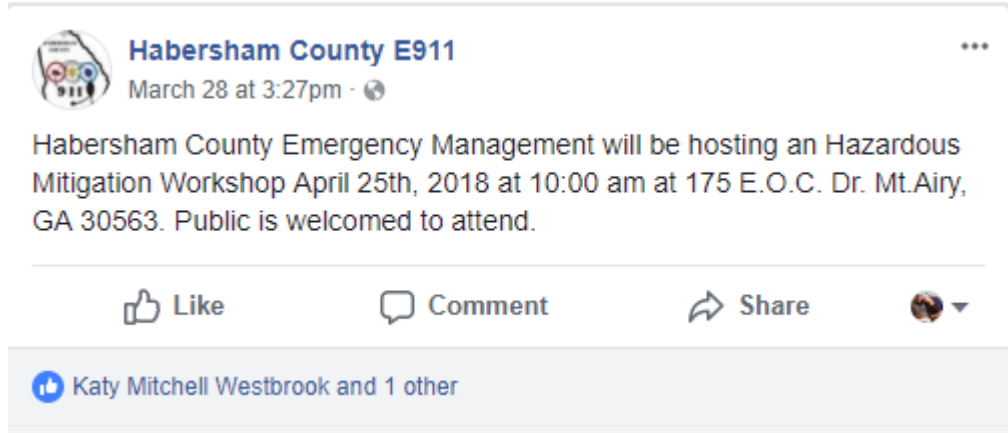 Habersham County E911
March 28 at 3:27pm ·
Habersham County Emergency Management will be hosting an Hazardous
Mitigation Workshop April 25th, 2018 at 10:00 am at 175 E.O.C. Dr. Mt.Airy,
GA 30563. Public is welcomed to attend.
Like Comment Share
Katy Mitchell Westbrook and 1 other